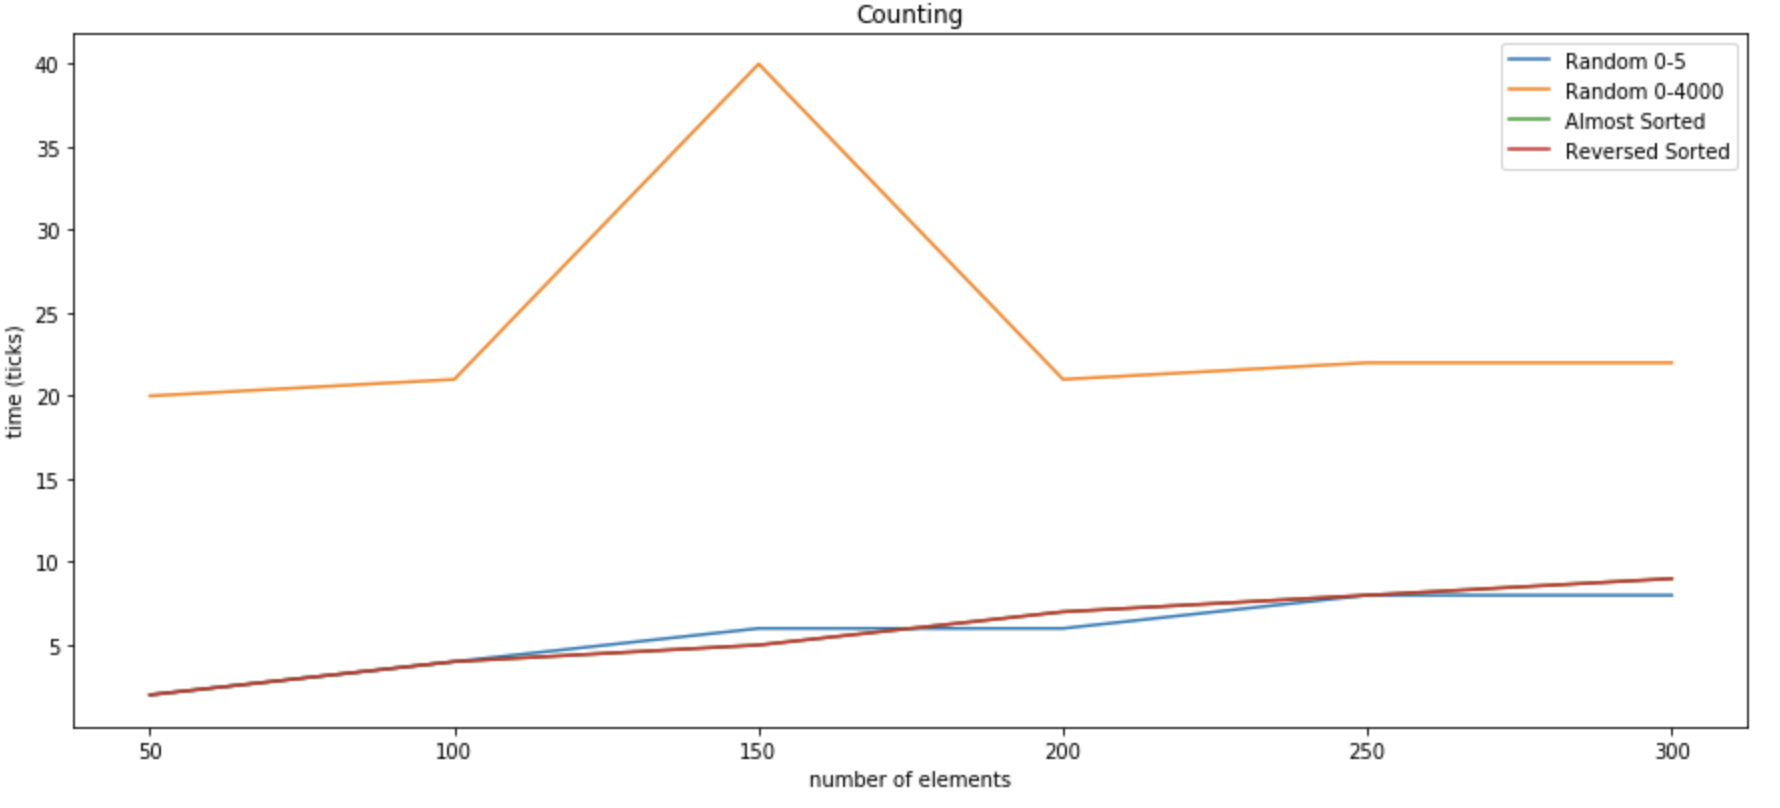 Counting
Random 0-5
Random 0-4000
Almost Sorted
Reversed Sorted
40
35
30
25
20
15
10
5
time (ticks)
50 100 150 200 250 300
number of elements